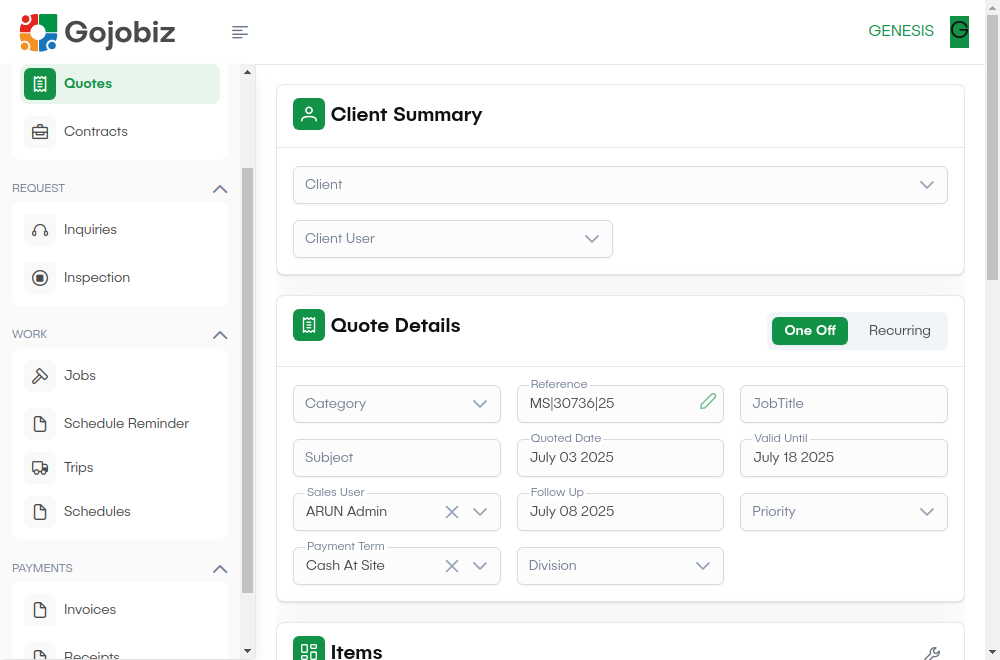 Gojobiz
GENESIS G
Quotes
Contracts
REQUEST
Inquiries
Inspection
WORK
Jobs
Schedule Reminder
Trips
Schedules
PAYMENTS
Invoices
Receipts
Client Summary
Client
Client User
Quote Details
One Off Recurring
Category
Reference
MS|30736|25
JobTitle
Subject
Quoted Date
July 03 2025
Valid Until
July 18 2025
Sales User
ARUN Admin
Follow Up
July 08 2025
Priority
Payment Term
Cash At Site
Division
Items